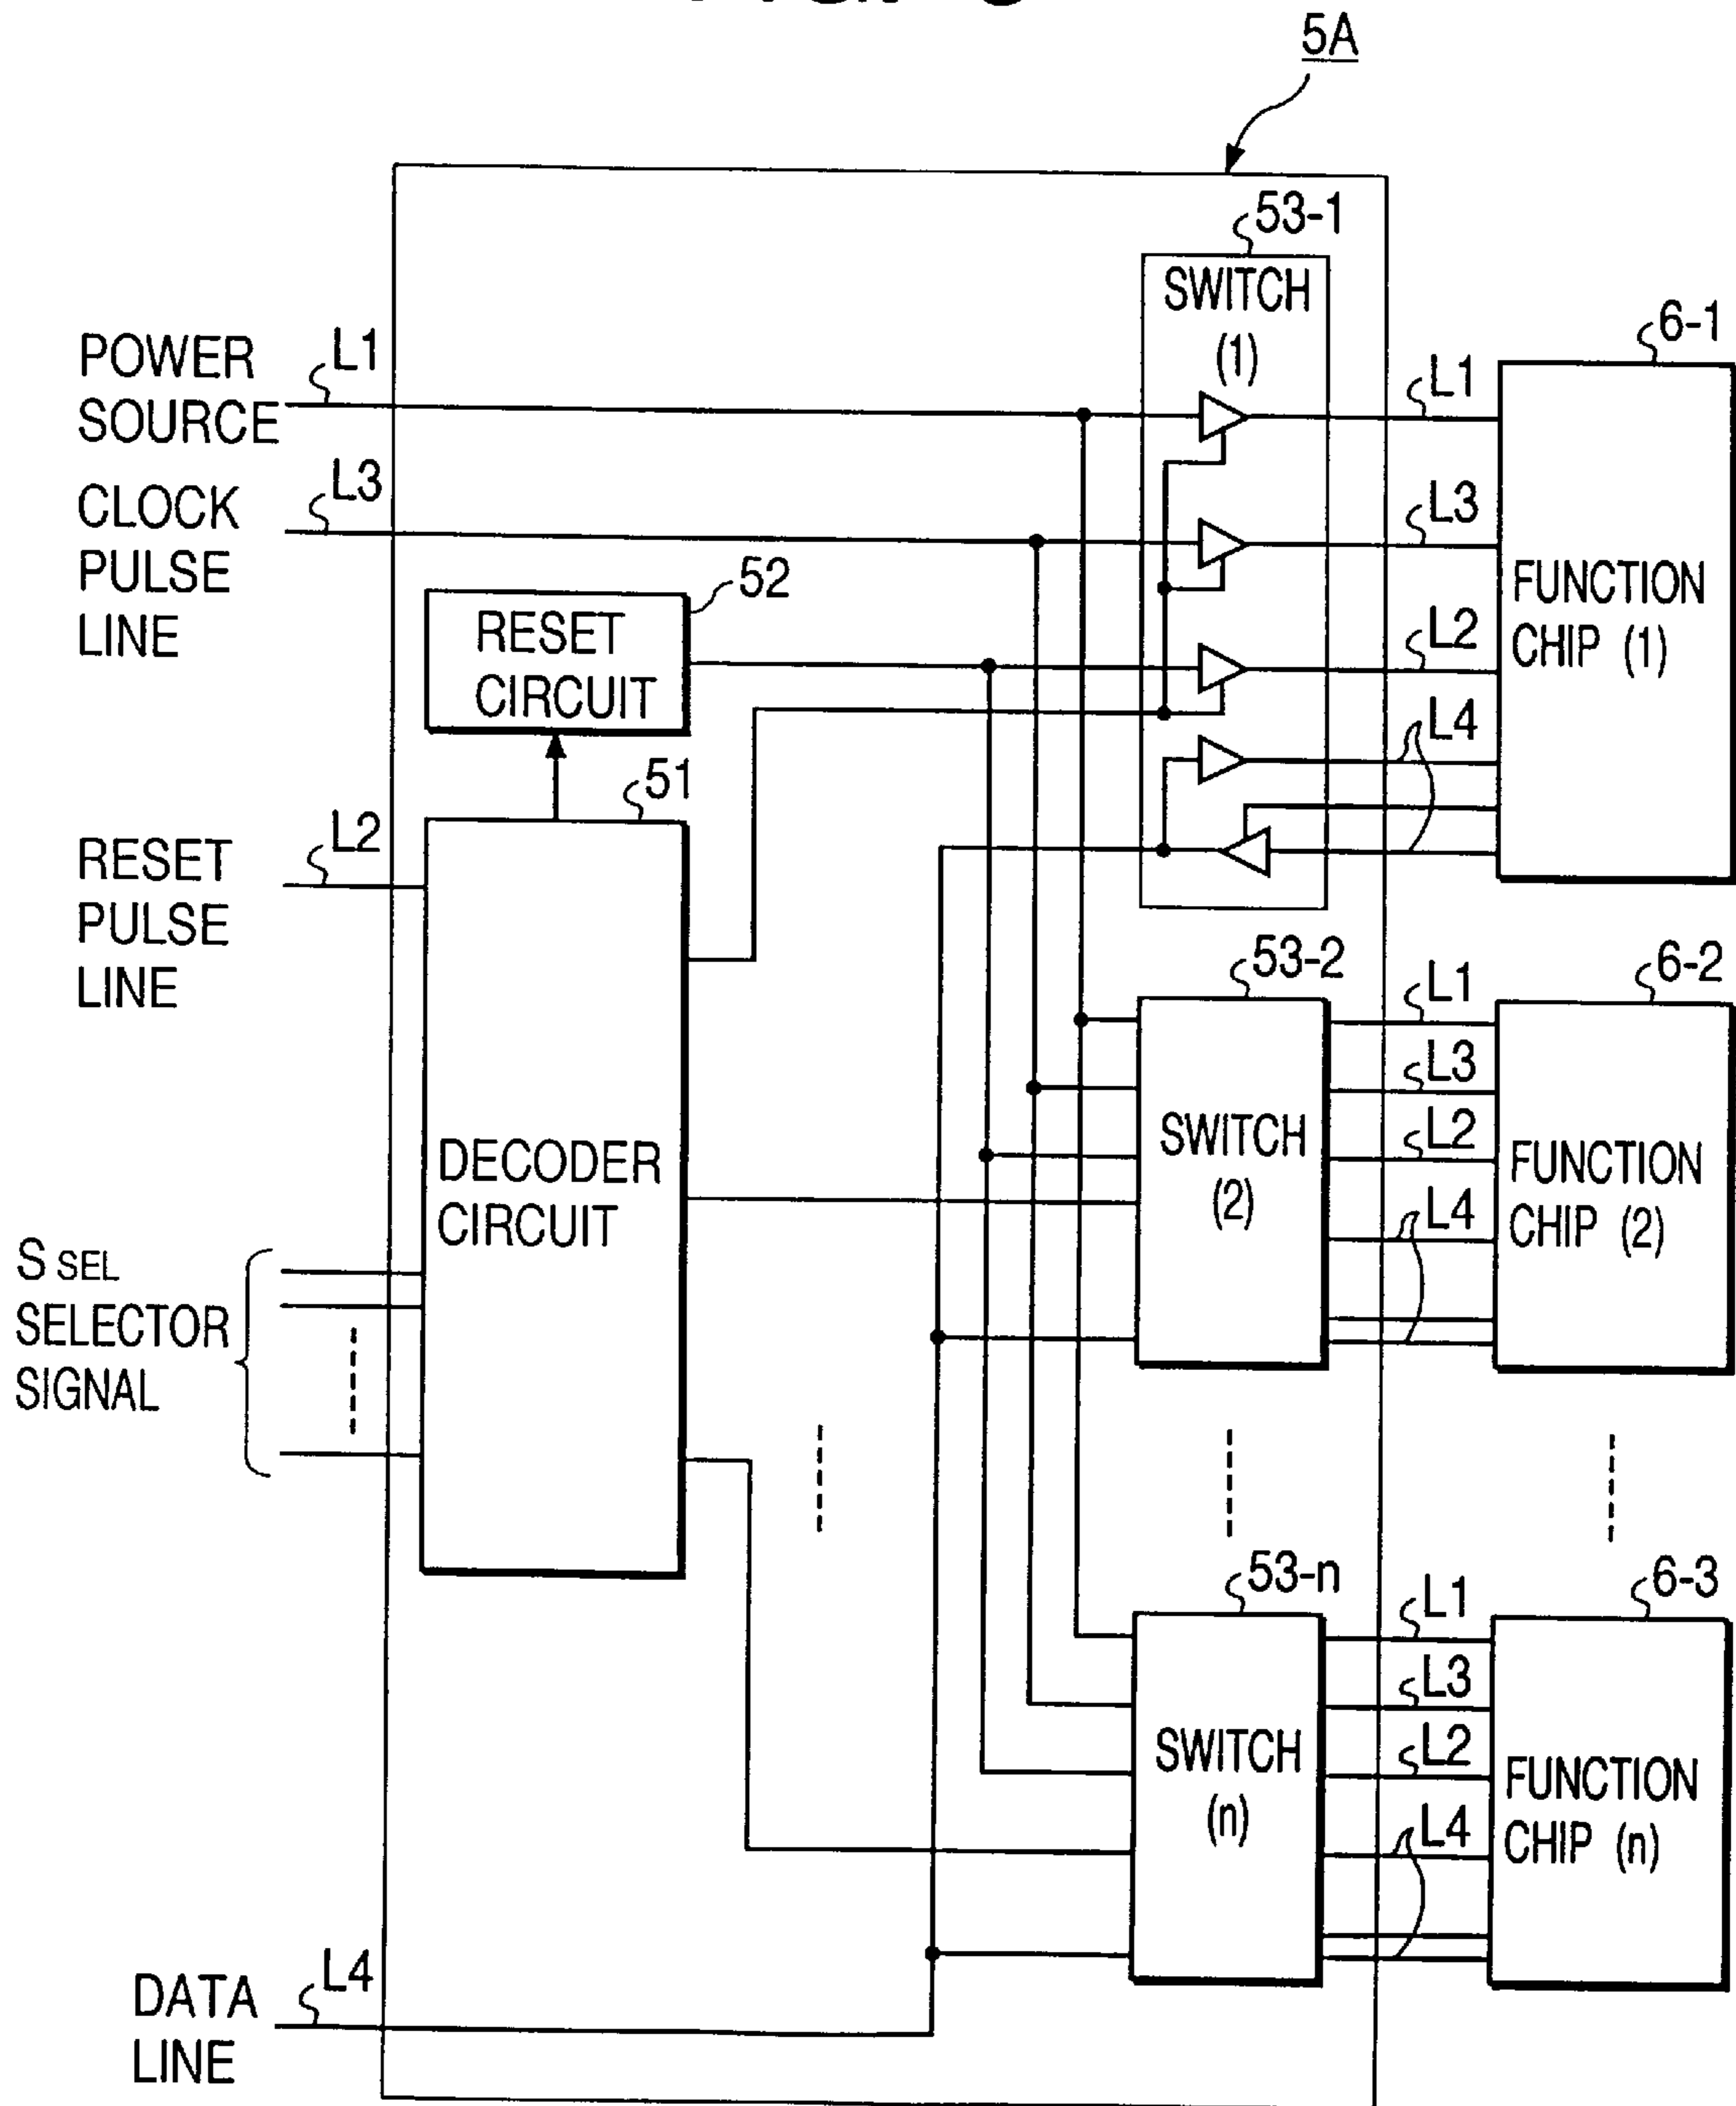 5A
53-1
SWITCH
(1)
6-1
POWER
SOURCE
L1
L1
CLOCK
PULSE
LINE
L3
L3
52
RESET
CIRCUIT
FUNCTION
CHIP (1)
L2
L4
51
RESET
PULSE
LINE
L2
53-2
6-2
L1
L3
L2
L4
DECODER
CIRCUIT
SWITCH
(2)
FUNCTION
CHIP (2)
S SEL
SELECTOR
SIGNAL
53-n
6-3
L1
L3
L2
L4
SWITCH
(n)
FUNCTION
CHIP (n)
DATA
LINE
L4